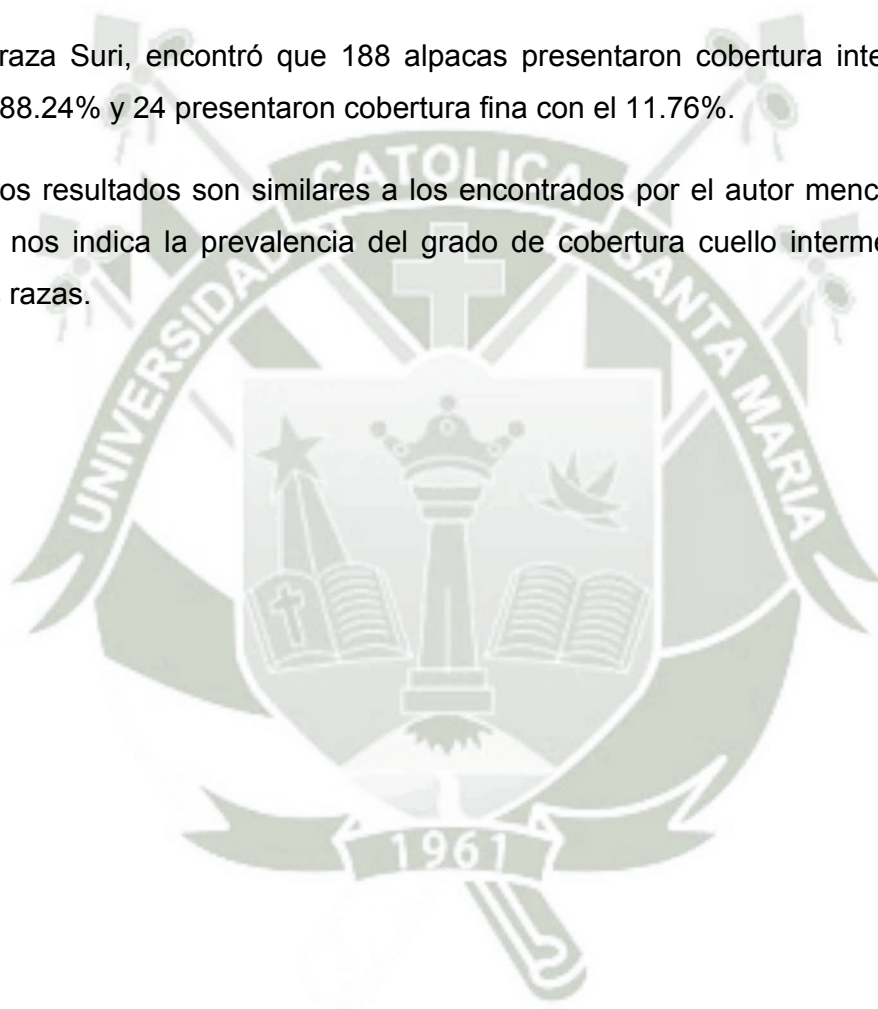 raza Suri, encontró que 188 alpacas presentaron cobertura inte
88.24% y 24 presentaron cobertura fina con el 11.76%.
os resultados son similares a los encontrados por el autor menc
nos indica la prevalencia del grado de cobertura cuello interme
razas.
UNIVERSIDAD CATOLICA SANTA MARIA
1961